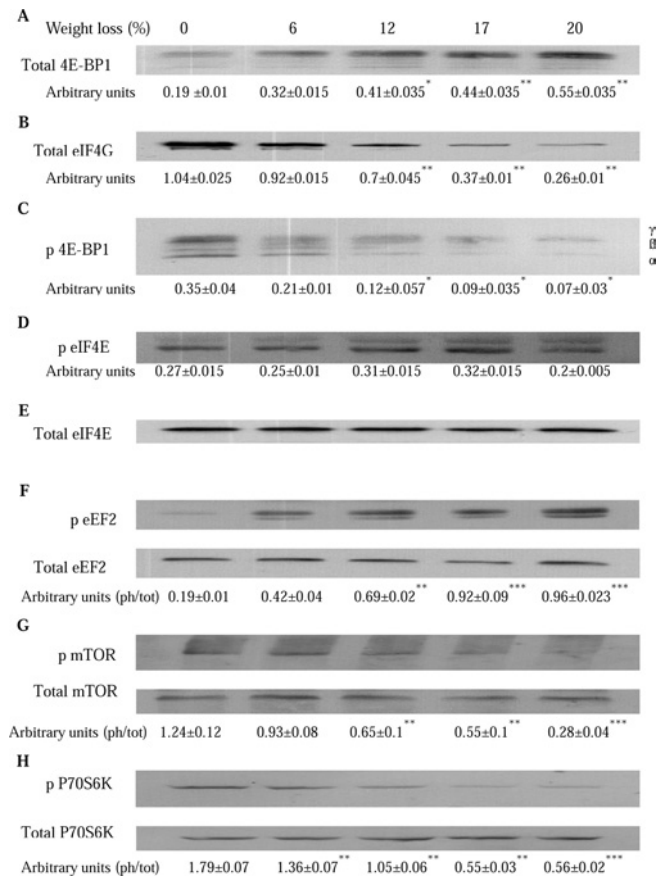 A Weight loss (%) 0 6 12 17 20
Total 4E-BP1
Arbitrary units 0.19 ±0.01 0.32±0.015 0.41±0.035* 0.44±0.035** 0.55±0.035**
B
Total eIF4G
Arbitrary units 1.04±0.025 0.92±0.015 0.7±0.045** 0.37±0.01** 0.26±0.01**
C
γ
p 4E-BP1
α
Arbitrary units 0.35±0.04 0.21±0.01 0.12±0.057* 0.09±0.035* 0.07±0.03*
D
p eIF4E
Arbitrary units 0.27±0.015 0.25±0.01 0.31±0.015 0.32±0.015 0.2±0.005
E
Total eIF4E
F
p eEF2
Total eEF2
Arbitrary units (ph/tot) 0.19±0.01 0.42±0.04 0.69±0.02** 0.92±0.09*** 0.96±0.023***
G
p mTOR
Total mTOR
Arbitrary units (ph/tot) 1.24±0.12 0.93±0.08 0.65±0.1** 0.55±0.1** 0.28±0.04***
H
p P70S6K
Total P70S6K
Arbitrary units (ph/tot) 1.79±0.07 1.36±0.07** 1.05±0.06** 0.55±0.03** 0.56±0.02***